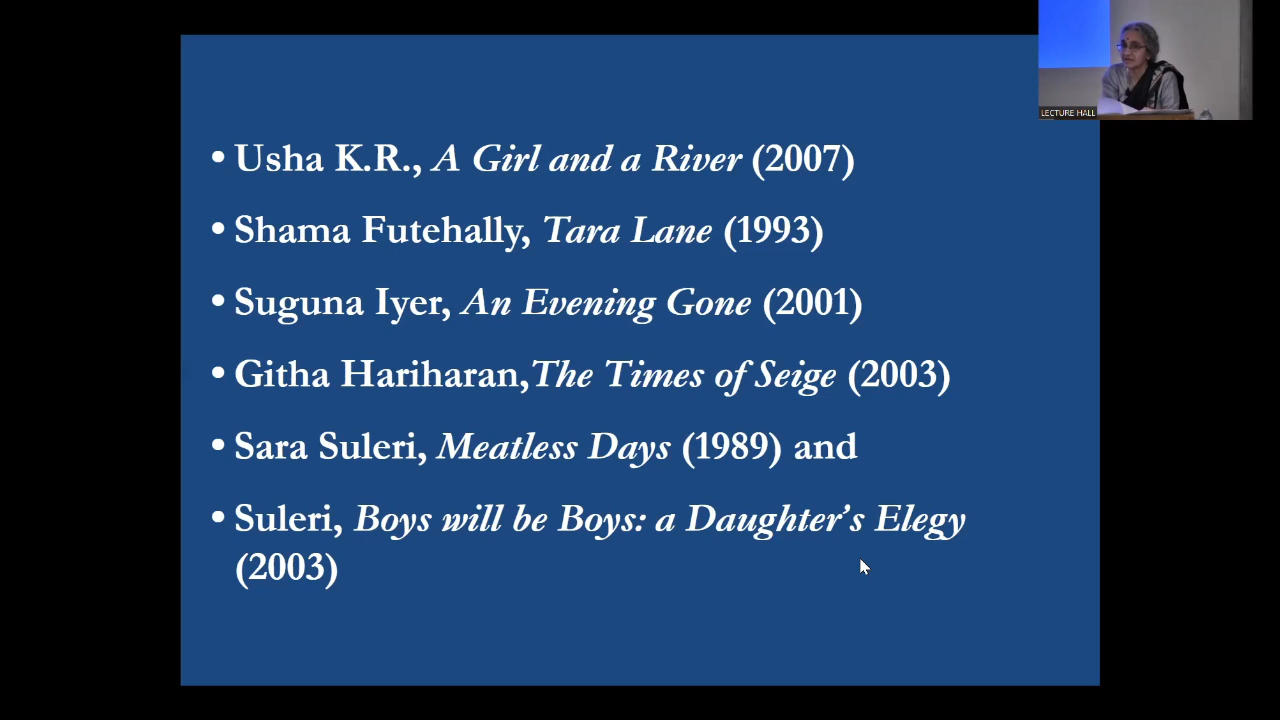 LECTURE HALL
• Usha K.R., A Girl and a River (2007)
• Shama Futehally, Tara Lane (1993)
• Suguna Iyer, An Evening Gone (2001)
• Githa Hariharan,The Times of Seige (2003)
• Sara Suleri, Meatless Days (1989) and
• Suleri, Boys will be Boys: a Daughter’s Elegy
(2003)